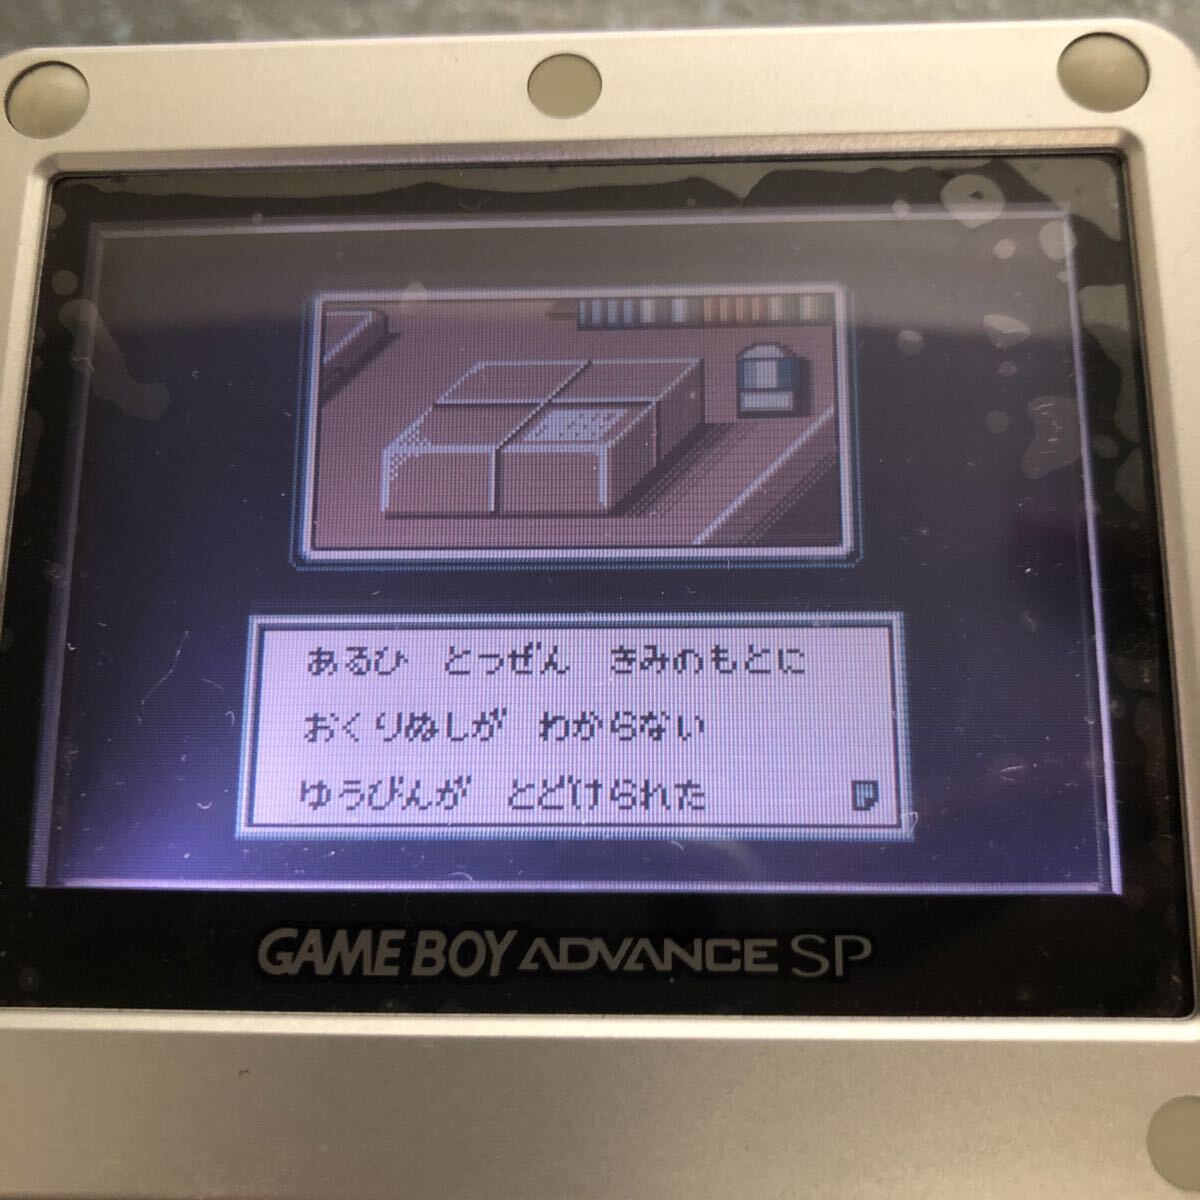 あるひ とつぜん きみのもとに
おくりぬしが わからない
ゆうびんが とどけられた
GAME BOY ADVANCE SP